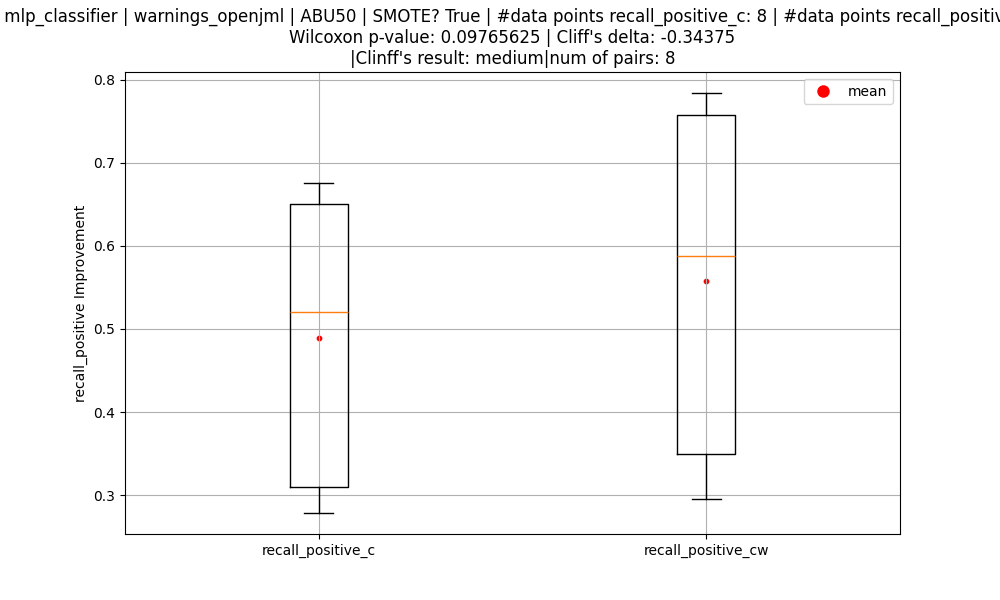 mlp_classifier | warnings_openjml | ABU50 | SMOTE? True | #data points recall_positive_c: 8 | #data points
Wilcoxon p-value: 0.09765625 | Cliff's delta: -0.34375
|Clinff's result: medium|num of pairs: 8
mean
0.8
0.7
0.6
0.5
0.4
0.3
recall_positive Improvement
recall_positive_c
recall_positive_cw